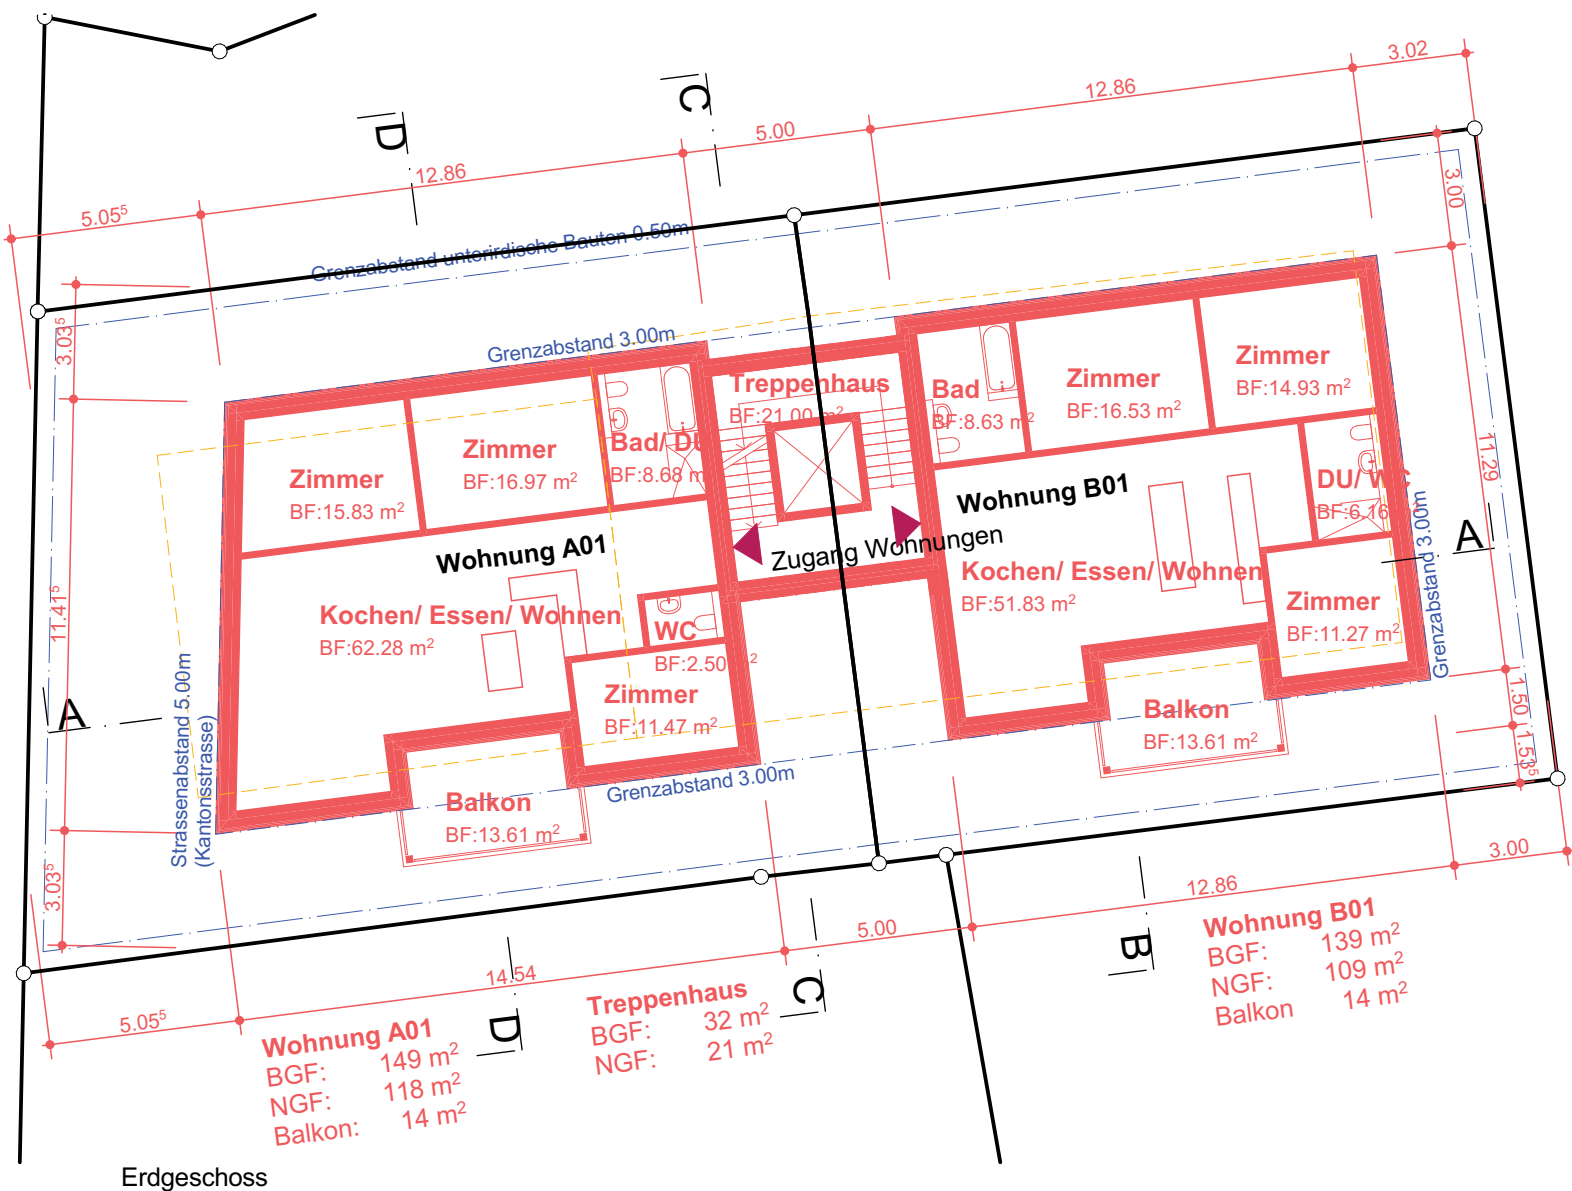 3.02
12.86
5.00
12.86
5.05⁵
C
D
3.00
Grenzabstand unterirdische Bauten 0.50m
3.03⁵
Grenzabstand 3.00m
Treppenhaus
BF:21.00 m²
Bad
BF:8.63 m²
Zimmer
BF:16.53 m²
Zimmer
BF:14.93 m²
Zimmer
BF:15.83 m²
Zimmer
BF:16.97 m²
Bad/ DU
BF:8.68 m²
DU/ WC
BF:6.16 m²
11.29
Wohnung A01
Wohnung B01
Zugang Wohnungen
Grenzabstand 3.00m
A
Kochen/ Essen/ Wohnen
BF:62.28 m²
Kochen/ Essen/ Wohnen
BF:51.83 m²
Zimmer
BF:11.27 m²
WC
BF:2.50 m²
Zimmer
BF:11.47 m²
11.41⁵
A
Strassenabstand 5.00m
(Kantonsstrasse)
Balkon
BF:13.61 m²
Balkon
BF:13.61 m²
Grenzabstand 3.00m
1.50
1.53⁵
3.03⁵
3.00
12.86
5.00
14.54
5.05⁵
B
C
D
Wohnung A01
BGF: 149 m²
NGF: 118 m²
Balkon: 14 m²
Treppenhaus
BGF: 32 m²
NGF: 21 m²
Wohnung B01
BGF: 139 m²
NGF: 109 m²
Balkon 14 m²
Erdgeschoss